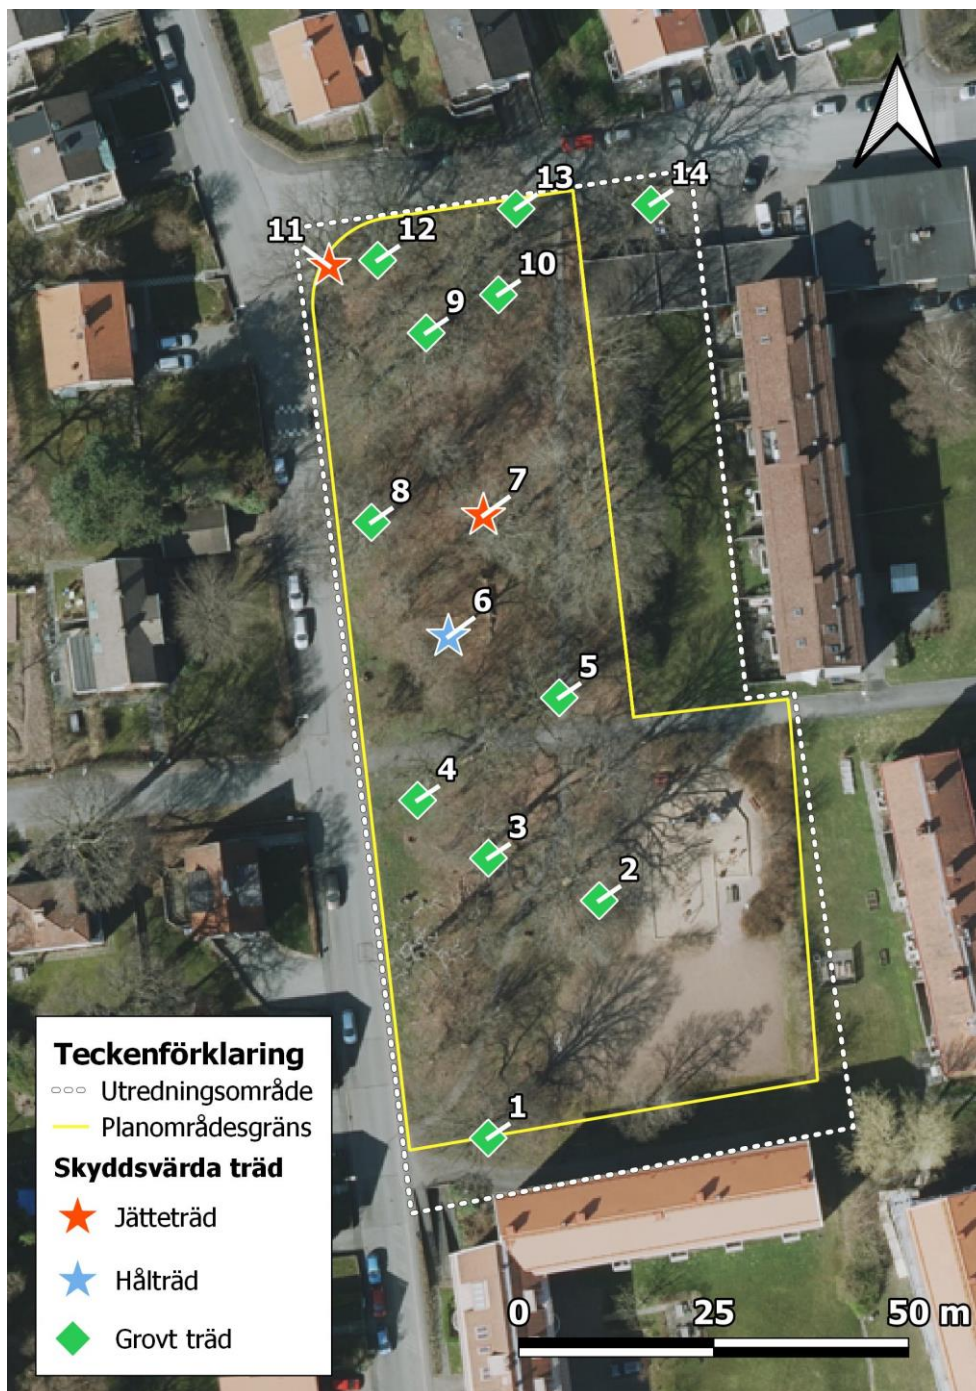 13
14
11
12
10
9
8
7
6
5
4
3
2
1
Teckenförklaring
Utredningsområde
Planområdesgräns
Skyddsvärda träd
Jätteträd
Hålträd
Grovt träd
0 25 50 m